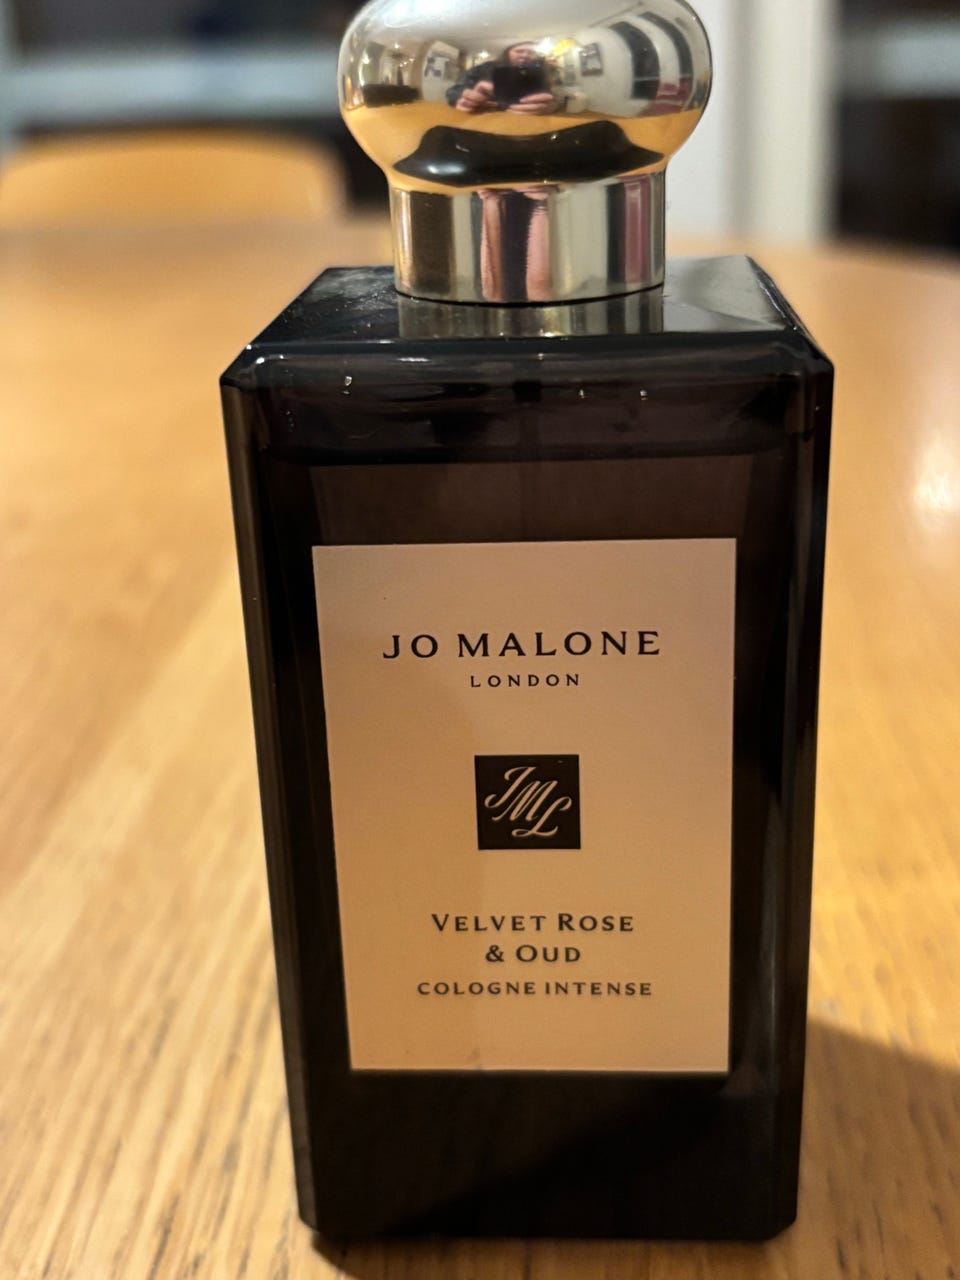 JO MALONE
LONDON
JML
VELVET ROSE
& OUD
COLOGNE INTENSE